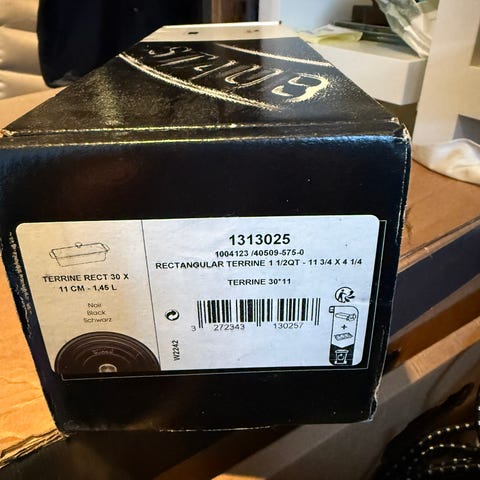 STAUB
TERRINE RECT 30 X
11 CM - 1,45 L
Noir
Black
Schwarz
1313025
1004123 /40509-575-0
RECTANGULAR TERRINE 1 1/2QT - 11 3/4 X 4 1/4
TERRINE 30*11
W2242
3 272343 130257